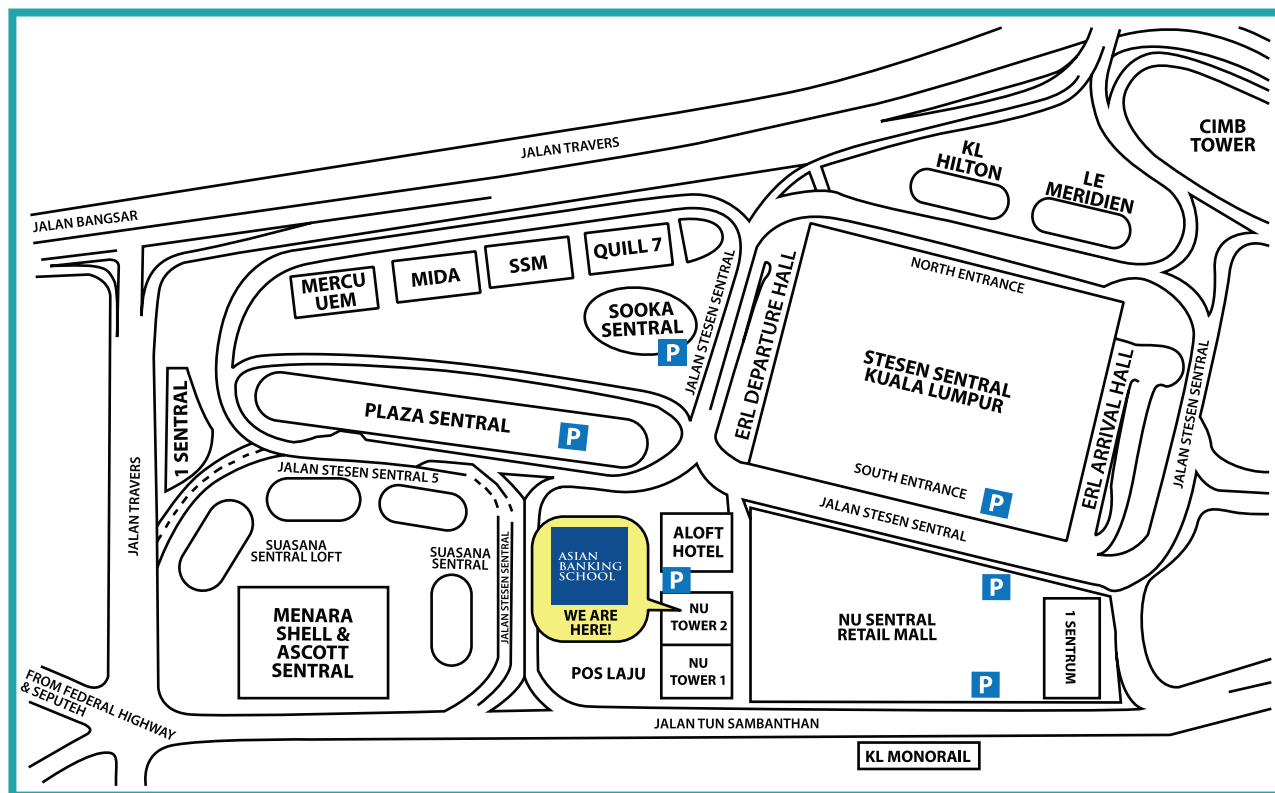 JALAN TRAVERS
JALAN BANGSAR
CIMB
TOWER
KL
HILTON
LE
MERIDIEN
MERCU
UEM
MIDA
SSM
QUILL 7
SOOKA
SENTRAL
P
JALAN STESEN SENTRAL
ERL DEPARTURE HALL
NORTH ENTRANCE
STESEN SENTRAL
KUALA LUMPUR
SOUTH ENTRANCE
P
ERL ARRIVAL HALL
JALAN STESEN SENTRAL
1 SENTRAL
PLAZA SENTRAL
P
JALAN STESEN SENTRAL 5
JALAN TRAVERS
JALAN STESEN SENTRAL
SUASANA
SENTRAL LOFT
SUASANA
SENTRAL
JALAN STESEN SENTRAL
ASIAN
BANKING
SCHOOL
WE ARE
HERE!
ALOFT
HOTEL
P
NU
TOWER 2
NU
TOWER 1
POS LAJU
MENARA
SHELL &
ASCOTT
SENTRAL
P
NU SENTRAL
RETAIL MALL
P
1 SENTRUM
FROM FEDERAL HIGHWAY
& SEPUTEH
JALAN TUN SAMBANTHAN
KL MONORAIL